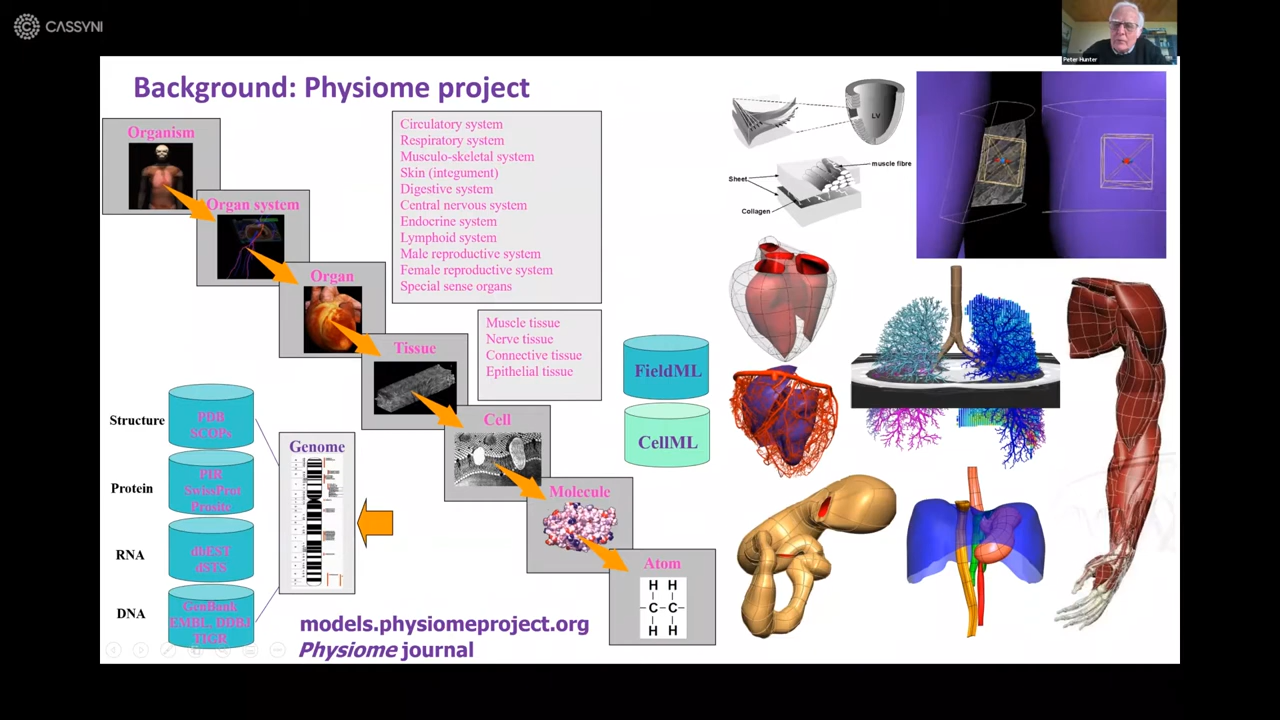 CASSYNI
Peter Hunter
Background: Physiome project
Organism
Organ system
Organ
Tissue
Cell
Molecule
Atom
H H
C C
H H
Circulatory system
Respiratory system
Musculo-skeletal system
Skin (integument)
Digestive system
Central nervous system
Endocrine system
Lymphoid system
Male reproductive system
Female reproductive system
Special sense organs
Muscle tissue
Nerve tissue
Connective tissue
Epithelial tissue
FieldML
CellML
LV
muscle fibre
Sheet
Collagen
Structure
PDB
SCOPs
Protein
PIR
SwissProt
Prosite
RNA
dbEST
dSTS
DNA
GenBank
EMBL, DDBJ
TIGR
Genome
models.physiomeproject.org
Physiome journal